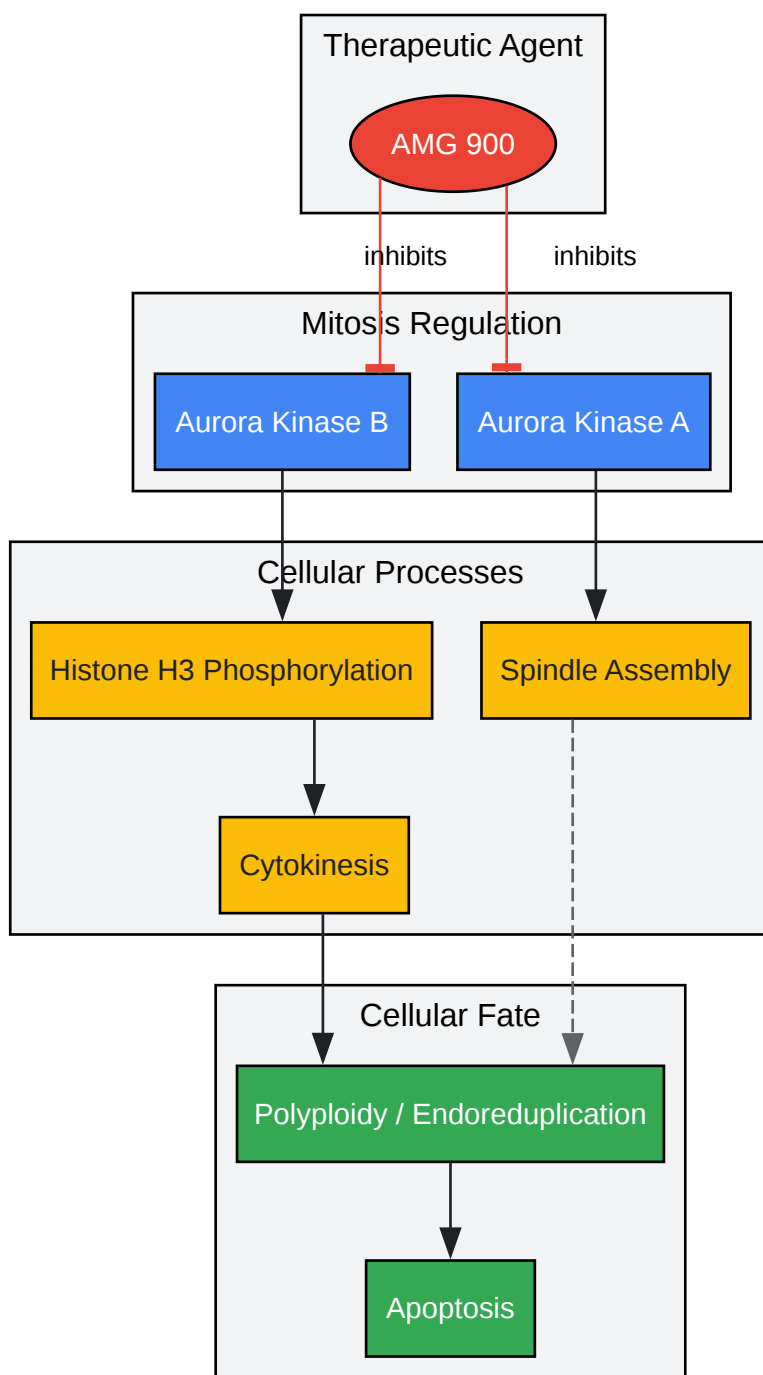 Therapeutic Agent
AMG 900
inhibits
inhibits
Mitosis Regulation
Aurora Kinase B
Aurora Kinase A
Cellular Processes
Histone H3 Phosphorylation
Spindle Assembly
Cytokinesis
Cellular Fate
Polyploidy / Endoreduplication
Apoptosis